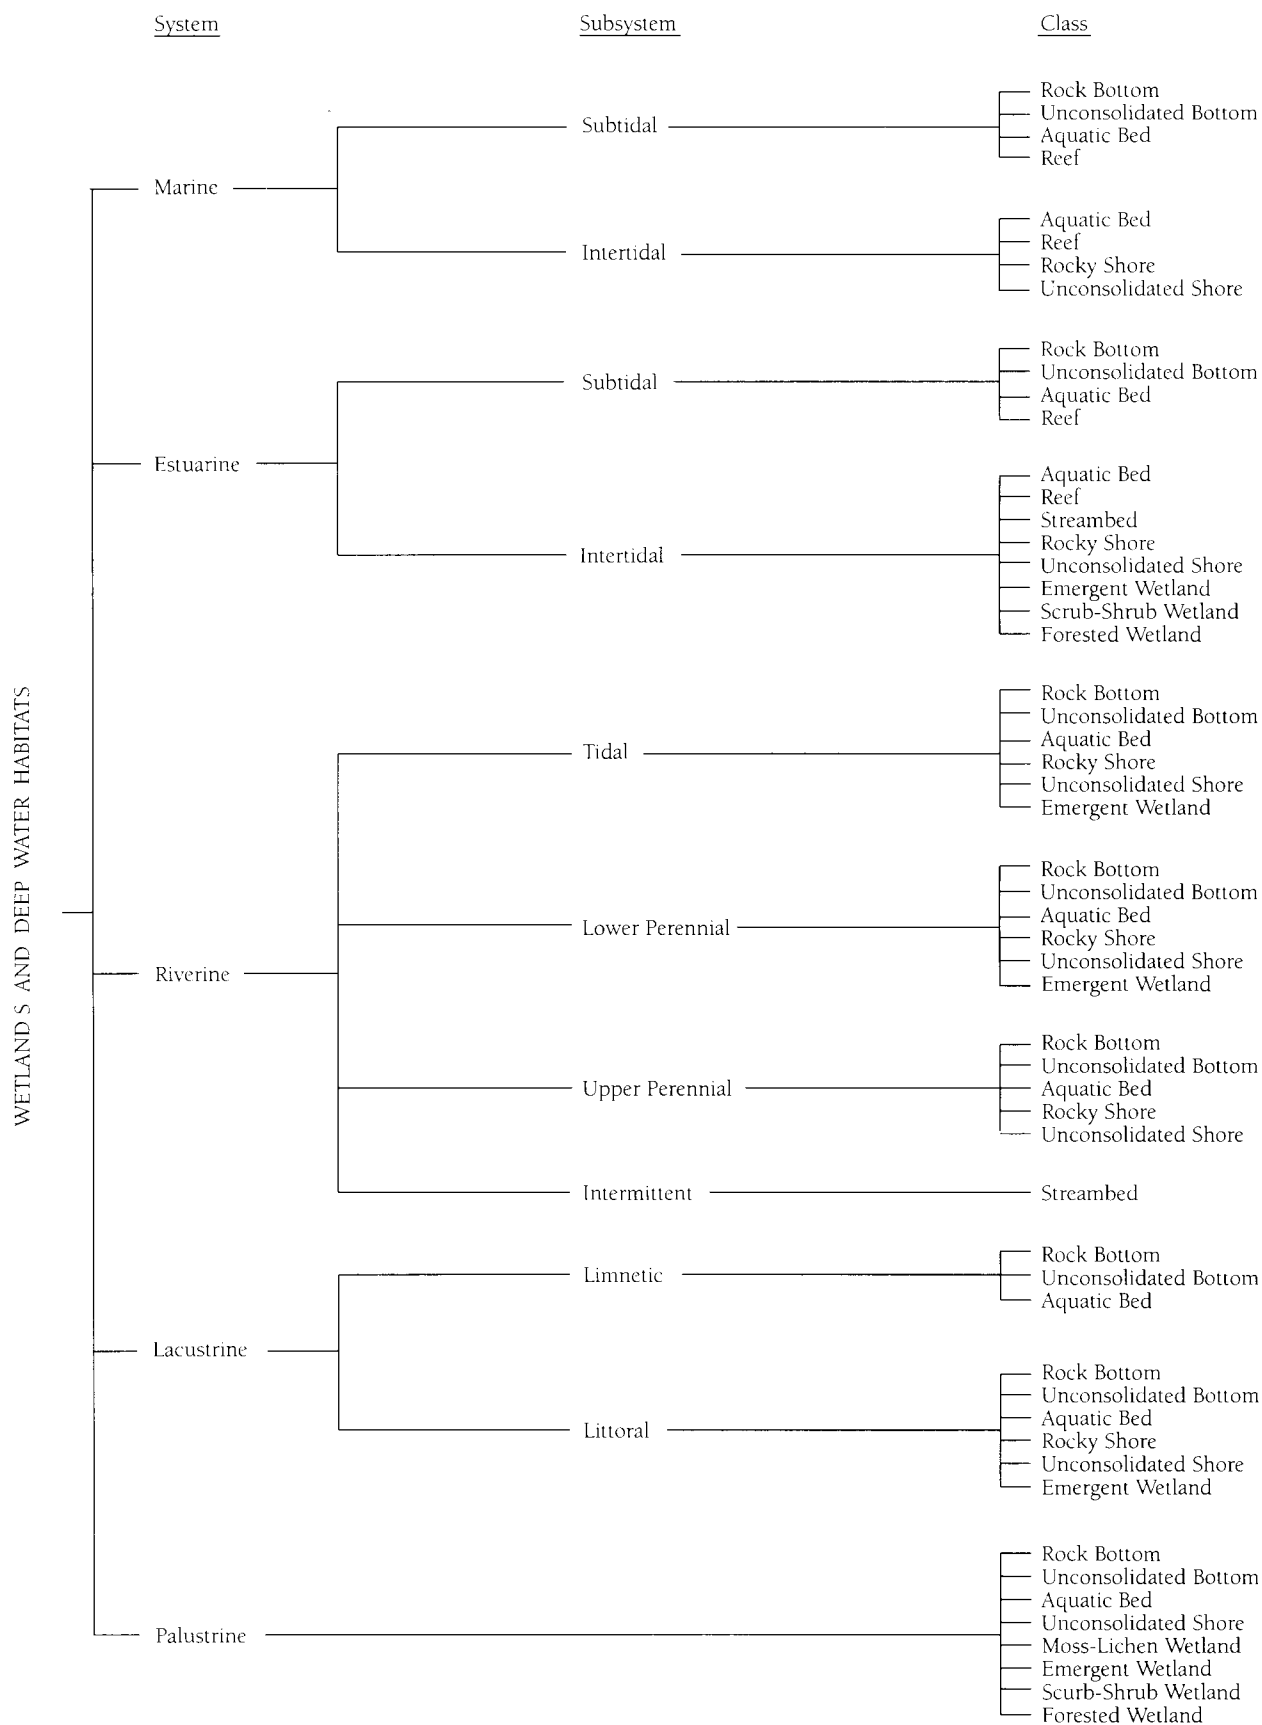 System Subsystem Class
Rock Bottom
Unconsolidated Bottom
Subtidal
Aquatic Bed
Reef
Marine
Aquatic Bed
Reef
Intertidal
Rocky Shore
Unconsolidated Shore
Rock Bottom
Unconsolidated Bottom
Subtidal
Aquatic Bed
Reef
Estuarine
Aquatic Bed
Reef
Streambed
Rocky Shore
Intertidal
Unconsolidated Shore
Emergent Wetland
Scrub-Shrub Wetland
Forested Wetland
WETLAND S AND DEEP WATER HABITATS
Rock Bottom
Unconsolidated Bottom
Aquatic Bed
Tidal
Rocky Shore
Unconsolidated Shore
Emergent Wetland
Rock Bottom
Unconsolidated Bottom
Aquatic Bed
Lower Perennial
Rocky Shore
Unconsolidated Shore
Emergent Wetland
Riverine
Rock Bottom
Unconsolidated Bottom
Upper Perennial
Aquatic Bed
Rocky Shore
Unconsolidated Shore
Intermittent
Streambed
Rock Bottom
Limnetic
Unconsolidated Bottom
Aquatic Bed
Lacustrine
Rock Bottom
Unconsolidated Bottom
Aquatic Bed
Littoral
Rocky Shore
Unconsolidated Shore
Emergent Wetland
Rock Bottom
Unconsolidated Bottom
Aquatic Bed
Unconsolidated Shore
Palustrine
Moss-Lichen Wetland
Emergent Wetland
Scurb-Shrub Wetland
Forested Wetland